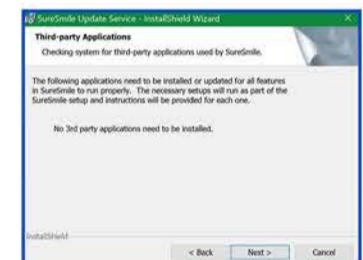 SureSmile Update Service - InstallShield Wizard
Third-party Applications
Checking system for third-party applications used by SureSmile.
The following applications need to be installed or updated for all features
in SureSmile to run properly. The necessary setups will run as part of the
SureSmile setup and instructions will be provided for each one.
No 3rd party applications need to be installed.
InstallShield
< Back Next > Cancel